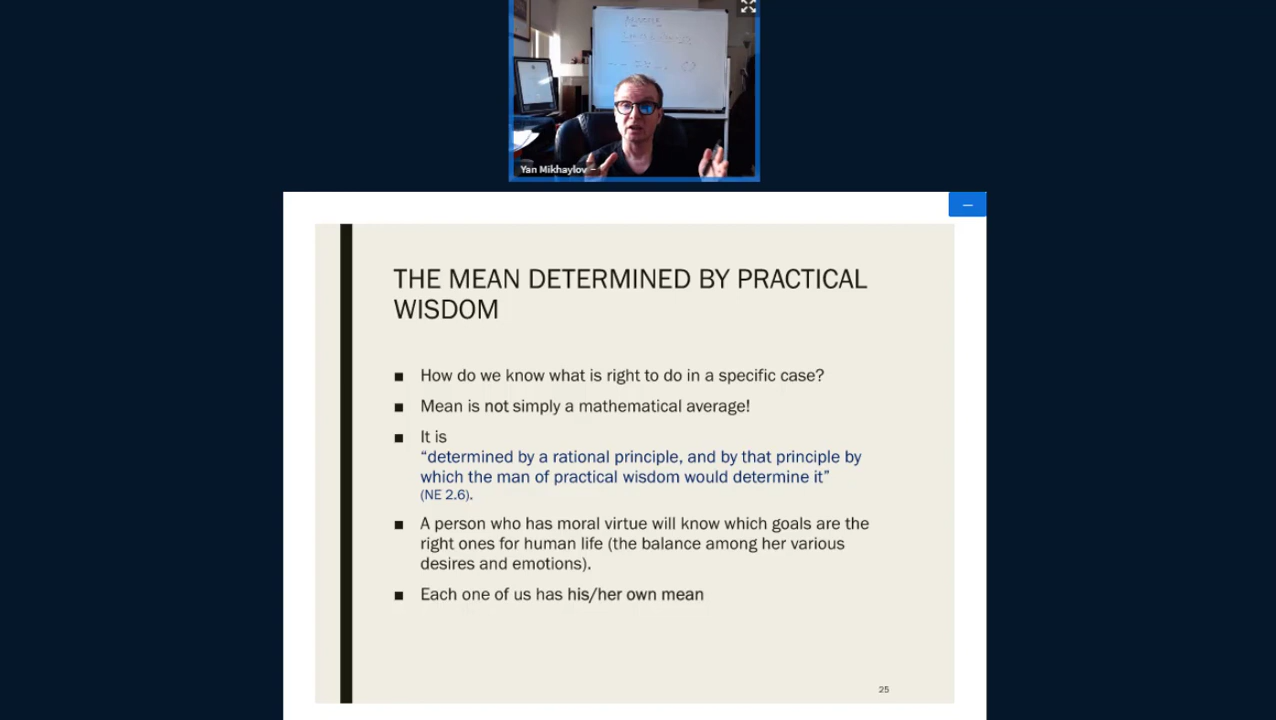 Yan Mikhaylov
THE MEAN DETERMINED BY PRACTICAL
WISDOM
■ How do we know what is right to do in a specific case?
■ Mean is not simply a mathematical average!
■ It is
“determined by a rational principle, and by that principle by
which the man of practical wisdom would determine it”
(NE 2.6).
■ A person who has moral virtue will know which goals are the
right ones for human life (the balance among her various
desires and emotions).
■ Each one of us has his/her own mean
25